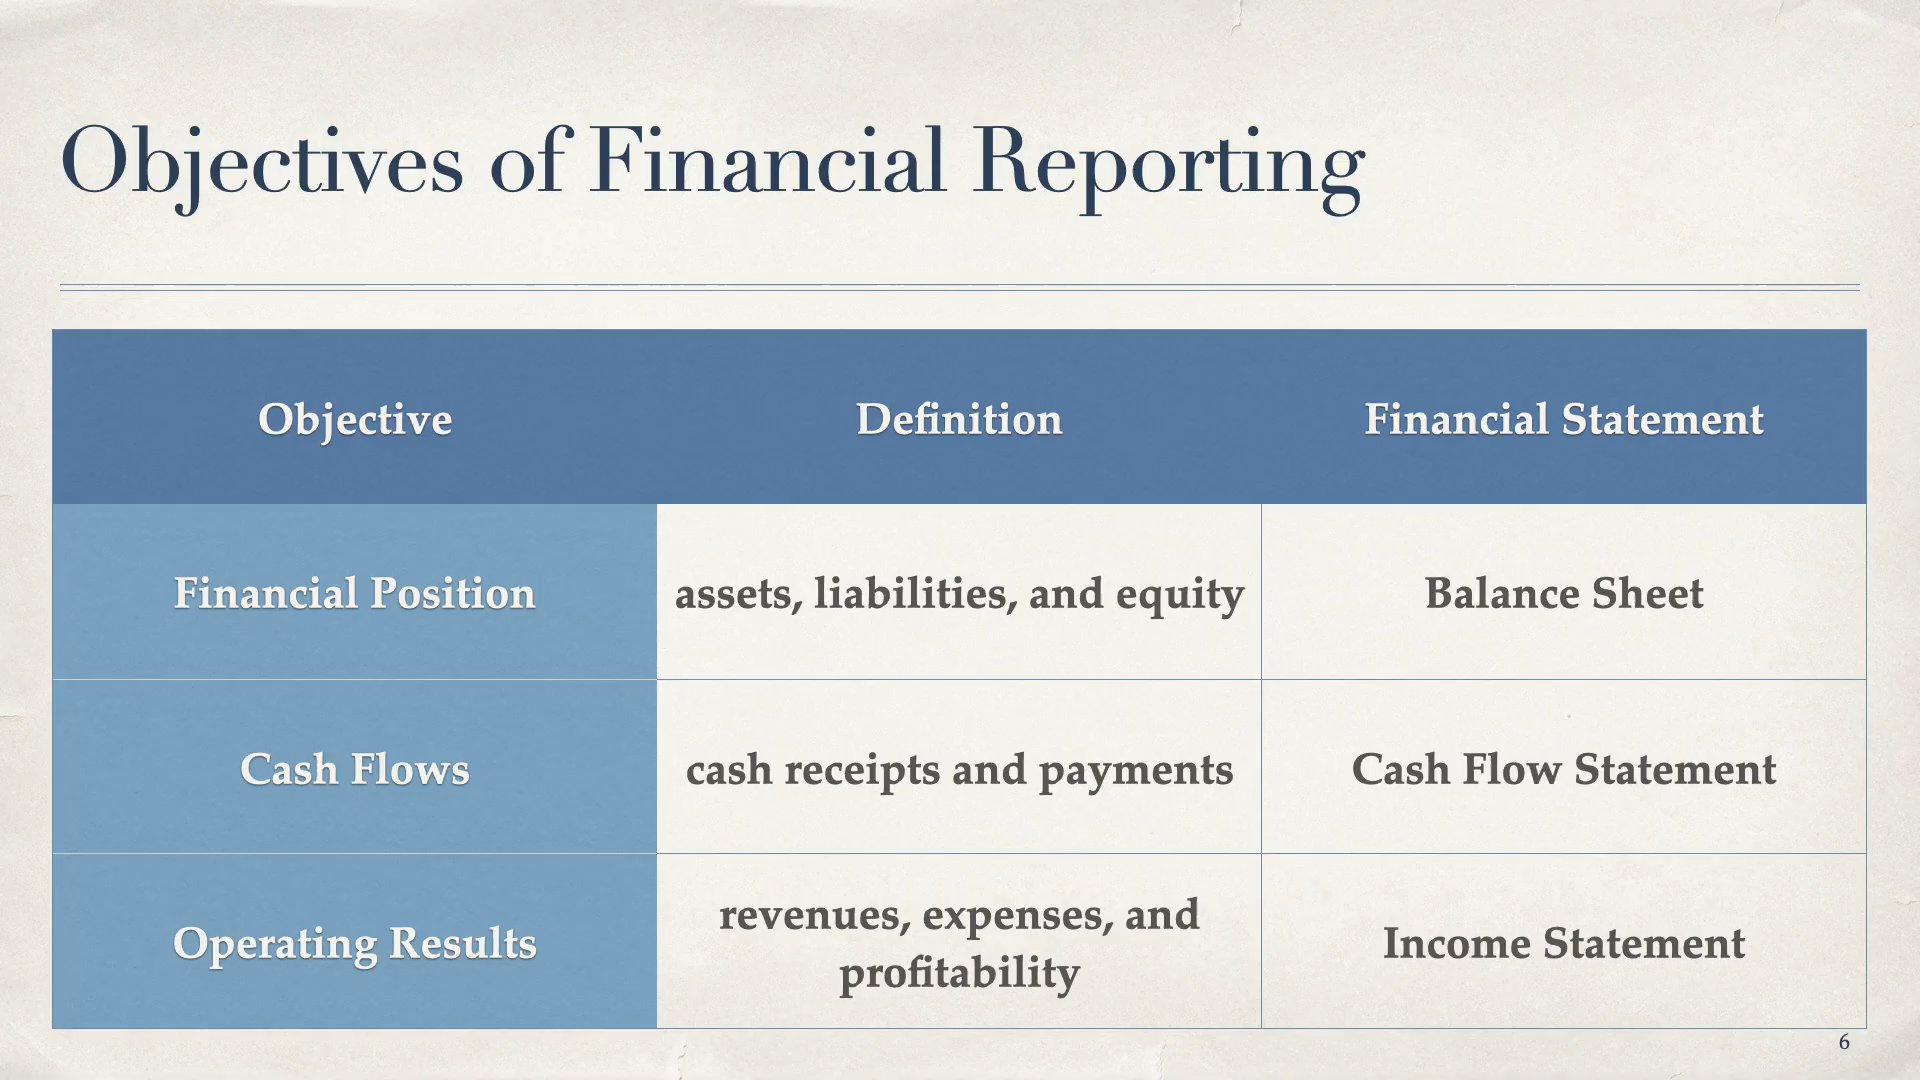 Objectives of Financial Reporting
Objective
Definition
Financial Statement
Financial Position
assets, liabilities, and equity
Balance Sheet
Cash Flows
cash receipts and payments
Cash Flow Statement
Operating Results
revenues, expenses, and
profitability
Income Statement
6